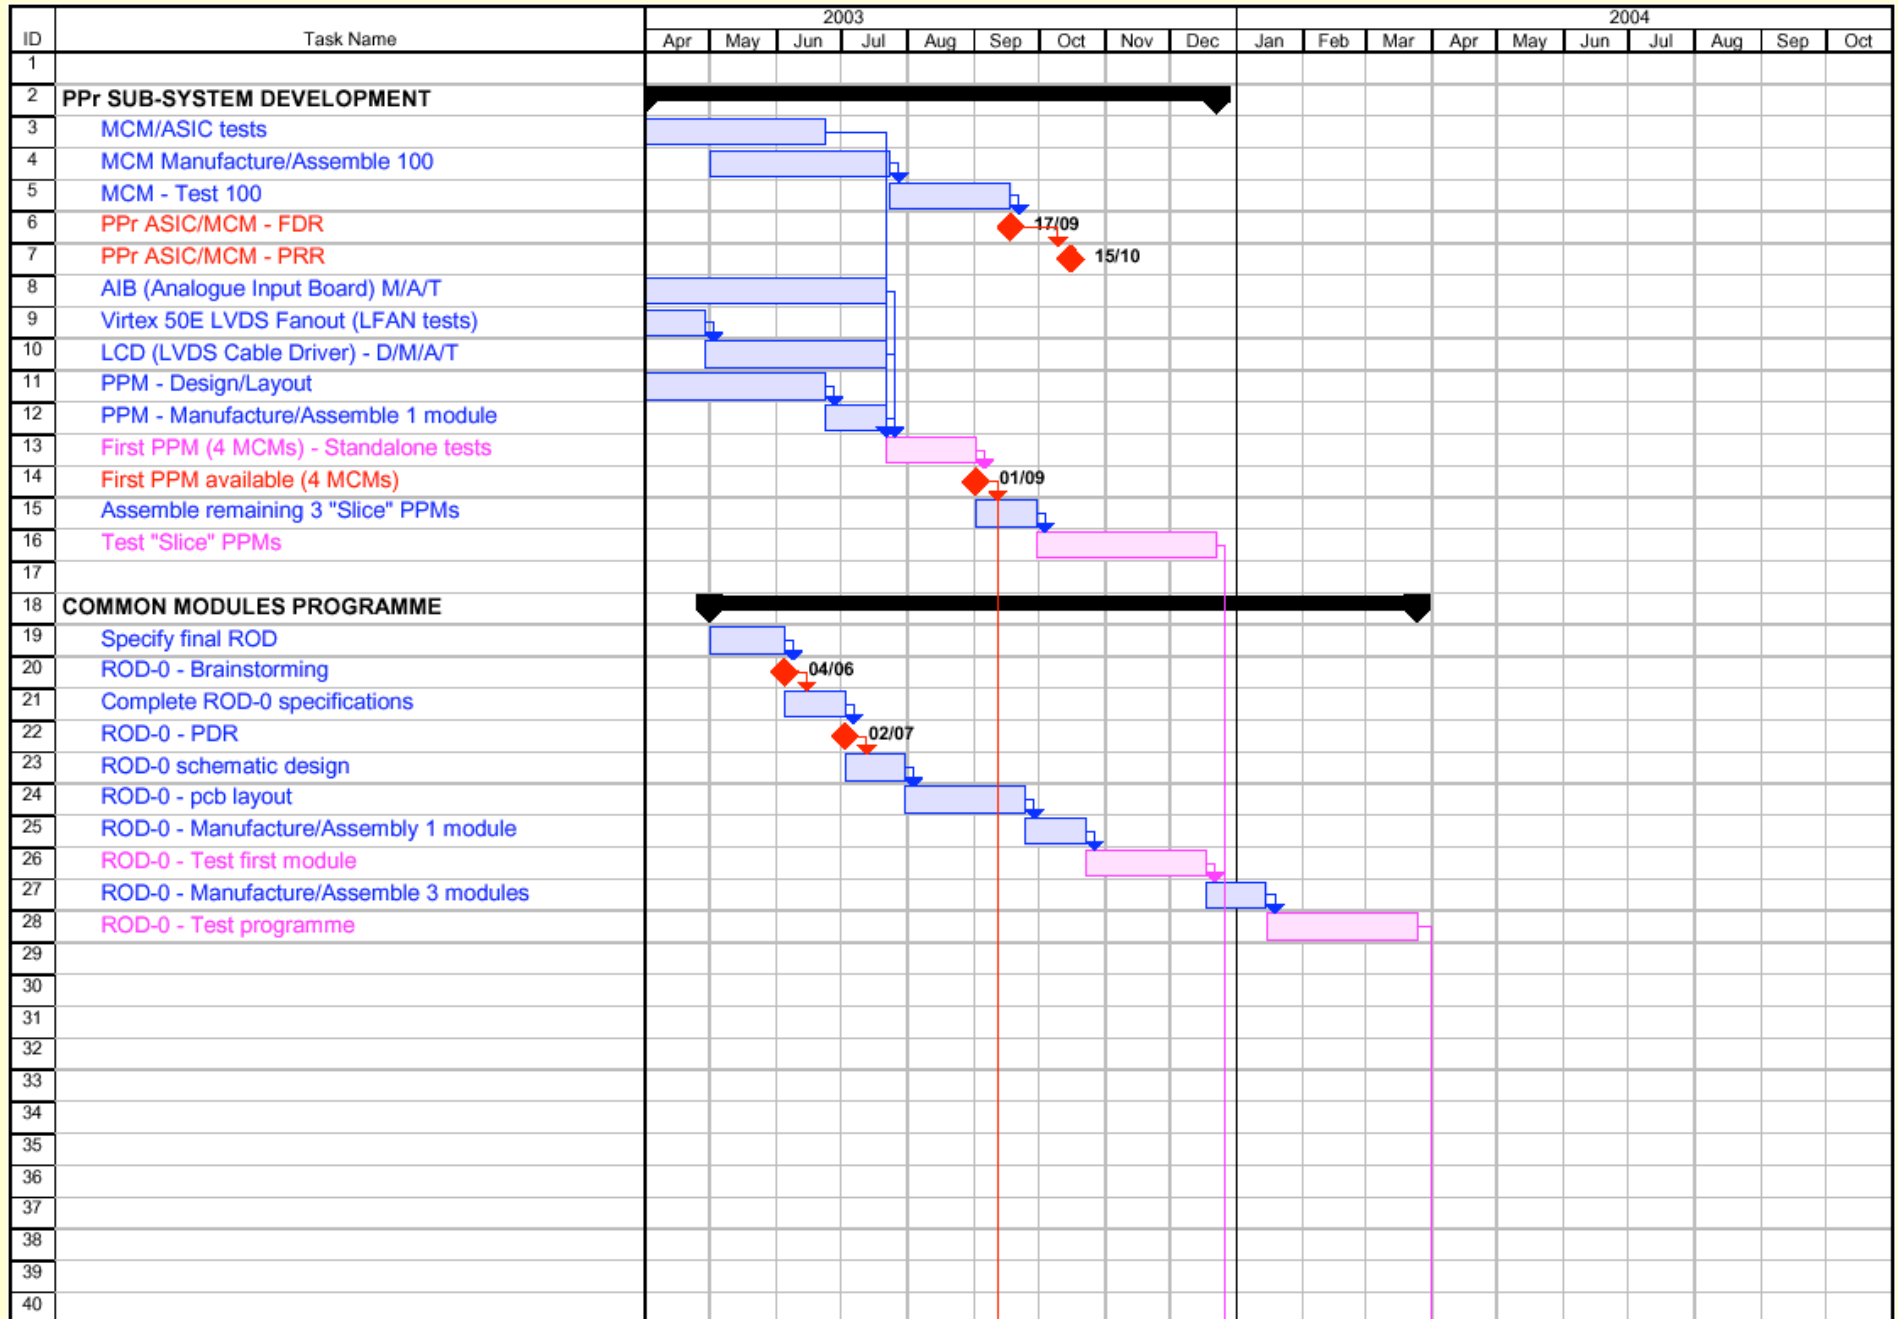 2003 2004
ID Task Name Apr May Jun Jul Aug Sep Oct Nov Dec Jan Feb Mar Apr May Jun Jul Aug Sep Oct
1
2 PPr SUB-SYSTEM DEVELOPMENT
3 MCM/ASIC tests
4 MCM Manufacture/Assemble 100
5 MCM - Test 100
6 PPr ASIC/MCM - FDR 17/09
7 PPr ASIC/MCM - PRR 15/10
8 AIB (Analogue Input Board) M/A/T
9 Virtex 50E LVDS Fanout (LFAN tests)
10 LCD (LVDS Cable Driver) - D/M/A/T
11 PPM - Design/Layout
12 PPM - Manufacture/Assemble 1 module
13 First PPM (4 MCMs) - Standalone tests
14 First PPM available (4 MCMs) 01/09
15 Assemble remaining 3 "Slice" PPMs
16 Test "Slice" PPMs
17
18 COMMON MODULES PROGRAMME
19 Specify final ROD
20 ROD-0 - Brainstorming 04/06
21 Complete ROD-0 specifications
22 ROD-0 - PDR 02/07
23 ROD-0 schematic design
24 ROD-0 - pcb layout
25 ROD-0 - Manufacture/Assembly 1 module
26 ROD-0 - Test first module
27 ROD-0 - Manufacture/Assemble 3 modules
28 ROD-0 - Test programme
29
30
31
32
33
34
35
36
37
38
39
40